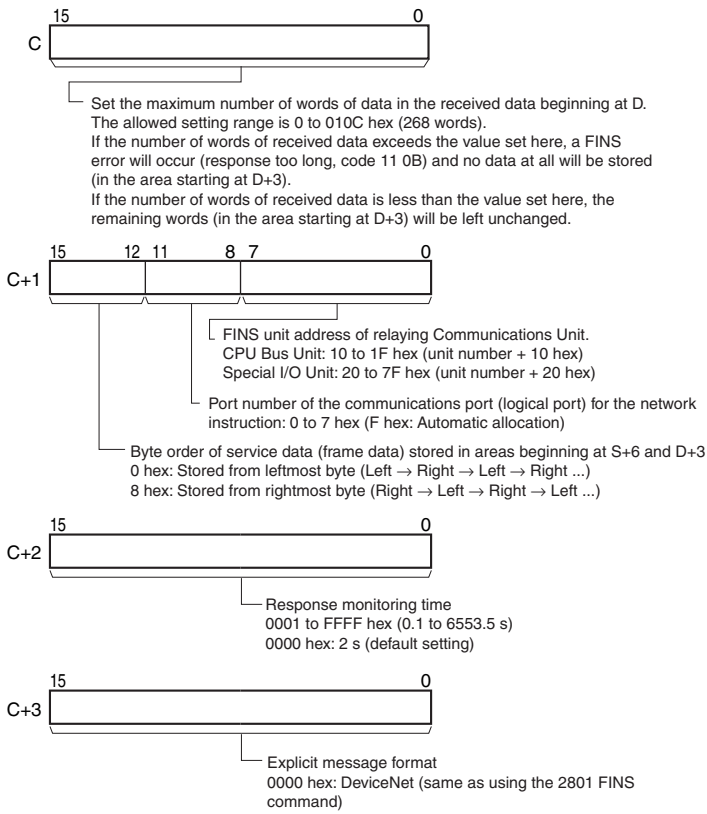 15 0
C
Set the maximum number of words of data in the received data beginning at D.
The allowed setting range is 0 to 010C hex (268 words).
If the number of words of received data exceeds the value set here, a FINS
error will occur (response too long, code 11 0B) and no data at all will be stored
(in the area starting at D+3).
If the number of words of received data is less than the value set here, the
remaining words (in the area starting at D+3) will be left unchanged.
15 12 11 8 7 0
C+1
FINS unit address of relaying Communications Unit.
CPU Bus Unit: 10 to 1F hex (unit number + 10 hex)
Special I/O Unit: 20 to 7F hex (unit number + 20 hex)
Port number of the communications port (logical port) for the network
instruction: 0 to 7 hex (F hex: Automatic allocation)
Byte order of service data (frame data) stored in areas beginning at S+6 and D+3
0 hex: Stored from leftmost byte (Left → Right → Left → Right ...)
8 hex: Stored from rightmost byte (Right → Left → Right → Left ...)
15 0
C+2
Response monitoring time
0001 to FFFF hex (0.1 to 6553.5 s)
0000 hex: 2 s (default setting)
15 0
C+3
Explicit message format
0000 hex: DeviceNet (same as using the 2801 FINS
command)